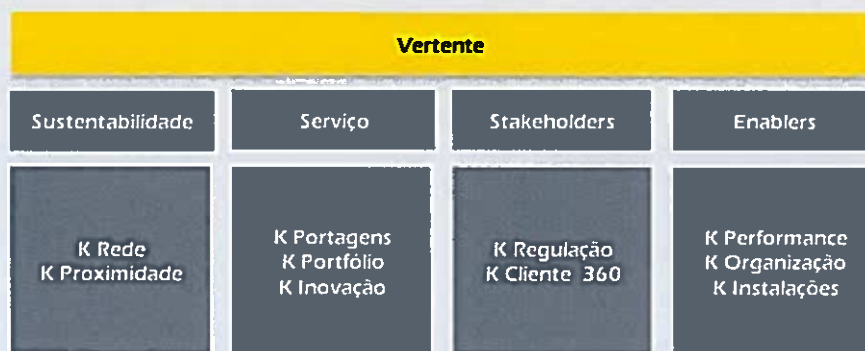 Vertente
Sustentabilidade
Serviço
Stakeholders
Enablers
K Rede
K Proximidade
K Portagens
K Portfólio
K Inovação
K Regulação
K Cliente 360
K Performance
K Organização
K Instalações